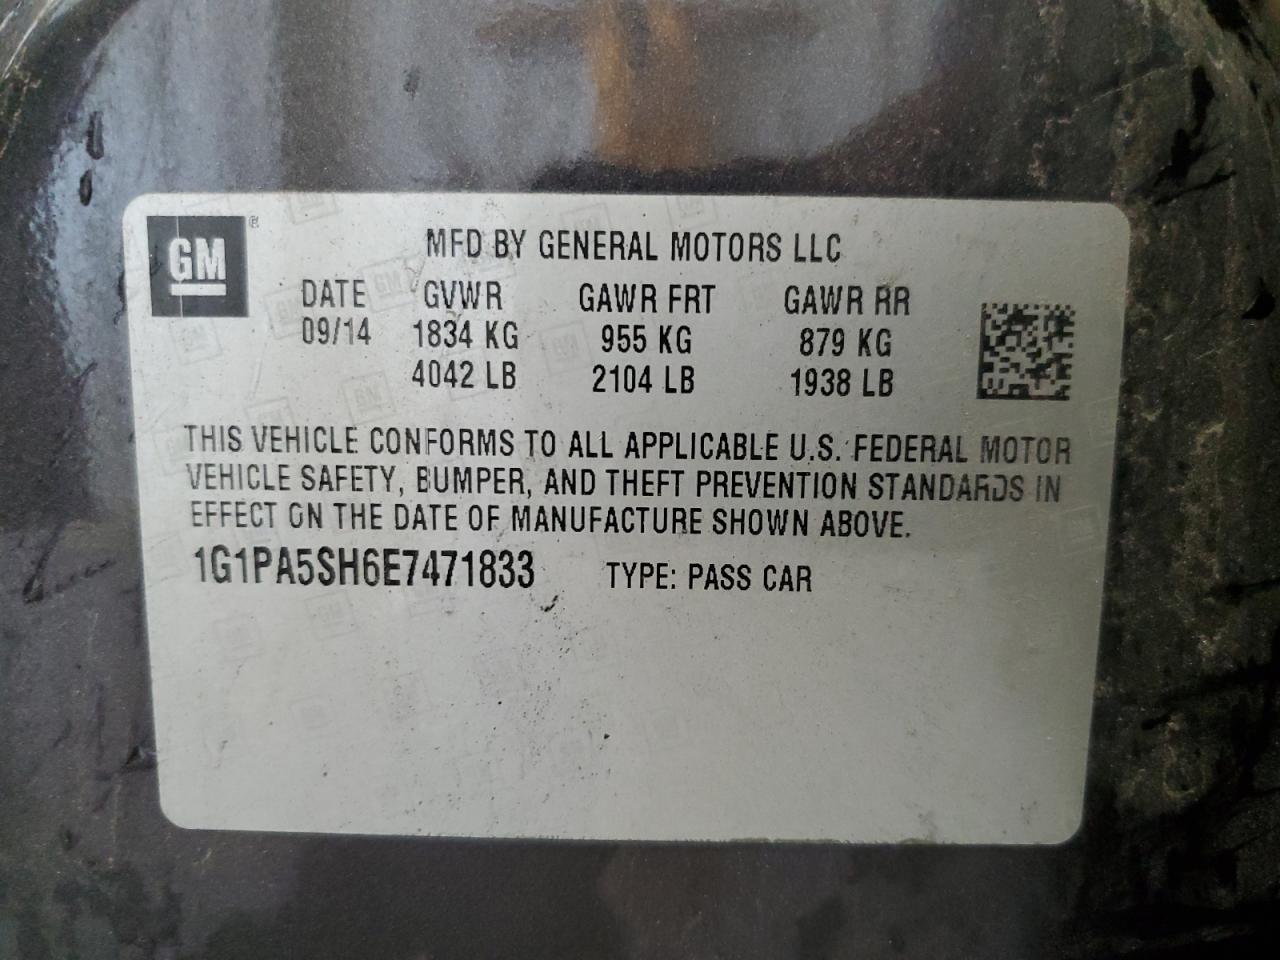 GM ®
MFD BY GENERAL MOTORS LLC
DATE GVWR GAWR FRT GAWR RR
09/14 1834 KG 955 KG 879 KG
4042 LB 2104 LB 1938 LB
THIS VEHICLE CONFORMS TO ALL APPLICABLE U.S. FEDERAL MOTOR
VEHICLE SAFETY, BUMPER, AND THEFT PREVENTION STANDARDS IN
EFFECT ON THE DATE OF MANUFACTURE SHOWN ABOVE.
1G1PA5SH6E7471833 TYPE: PASS CAR